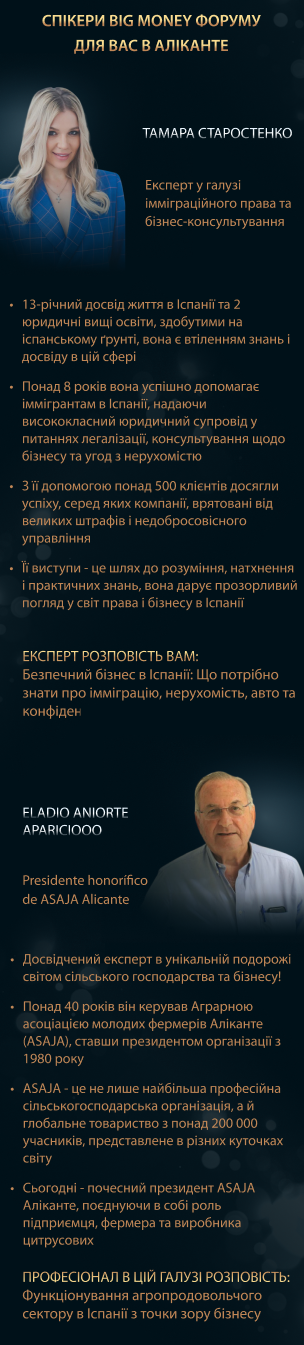 СПІКЕРИ BIG MONEY ФОРУМУ
ДЛЯ ВАС В АЛІКАНТЕ
ТАМАРА СТАРОСТЕНКО
Експерт у галузі
імміграційного права та
бізнес-консультування
• 13-річний досвід життя в Іспанії та 2
юридичні вищі освіти, здобутими на
іспанському ґрунті, вона є втіленням знань і
досвіду в цій сфері
• Понад 8 років вона успішно допомагає
іммігрантам в Іспанії, надаючи
висококласний юридичний супровід у
питаннях легалізації, консультування щодо
бізнесу та угод з нерухомістю
• З її допомогою понад 500 клієнтів досягли
успіху, серед яких компанії, врятовані від
великих штрафів і недобросовісного
управління
• Її виступи - це шлях до розуміння, натхнення
і практичних знань, вона дарує прозорливий
погляд у світ права і бізнесу в Іспанії
ЕКСПЕРТ РОЗПОВІСТЬ ВАМ:
Безпечний бізнес в Іспанії: Що потрібно
знати про імміграцію, нерухомість, авто та
конфіден
ELADIO ANIORTE
APARICIOOO
Presidente honorífico
de ASAJA Alicante
• Досвідчений експерт в унікальній подорожі
світом сільського господарства та бізнесу!
• Понад 40 років він керував Аграрною
асоціацією молодих фермерів Аліканте
(ASAJA), ставши президентом організації з
1980 року
• ASAJA - це не лише найбільша професійна
сільськогосподарська організація, а й
глобальне товариство з понад 200 000
учасників, представлене в різних куточках
світу
• Сьогодні - почесний президент ASAJA
Аліканте, поєднуючи в собі роль
підприємця, фермера та виробника
цитрусових
ПРОФЕСІОНАЛ В ЦІЙ ГАЛУЗІ РОЗПОВІСТЬ:
Функціонування агропродовольчого
сектору в Іспанії з точки зору бізнесу